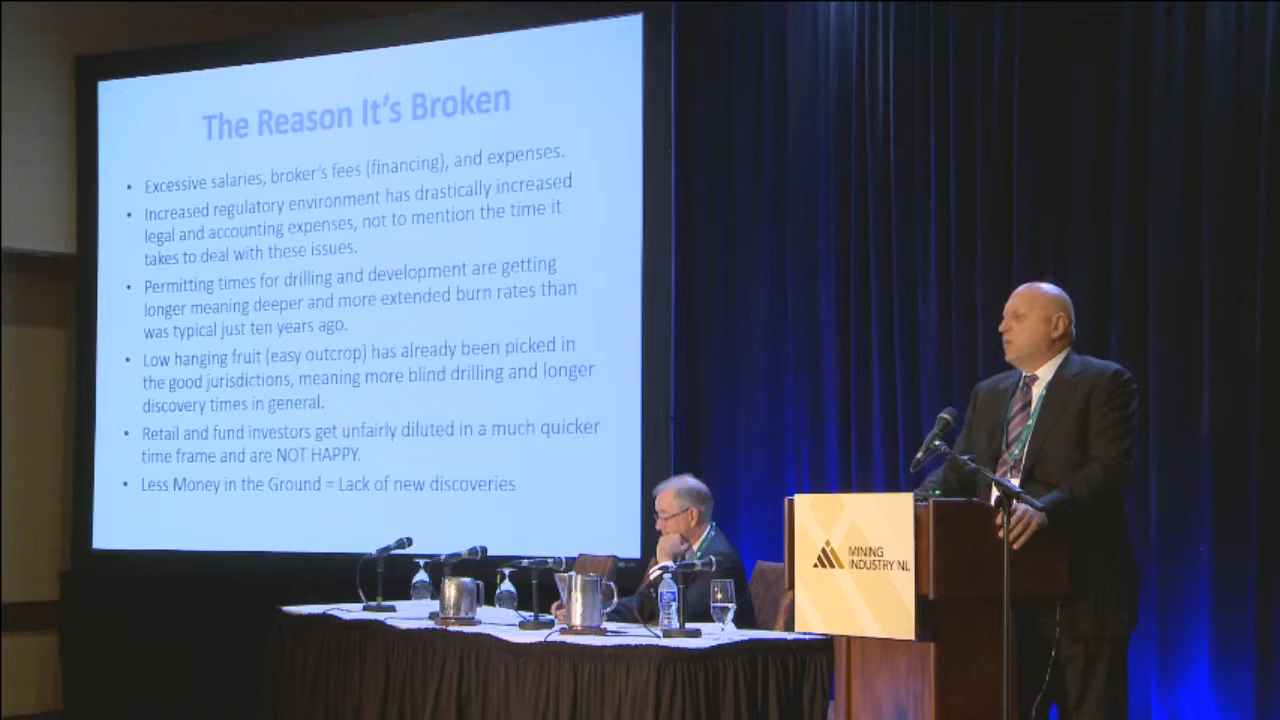 The Reason It's Broken
• Excessive salaries, broker's fees (financing), and expenses.
• Increased regulatory environment has drastically increased
legal and accounting expenses, not to mention the time it
takes to deal with these issues.
• Permitting times for drilling and development are getting
longer meaning deeper and more extended burn rates than
was typical just ten years ago.
• Low hanging fruit (easy outcrop) has already been picked in
the good jurisdictions, meaning more blind drilling and longer
discovery times in general.
• Retail and fund investors get unfairly diluted in a much quicker
time frame and are NOT HAPPY.
• Less Money in the Ground = Lack of new discoveries
MINING
INDUSTRY NL